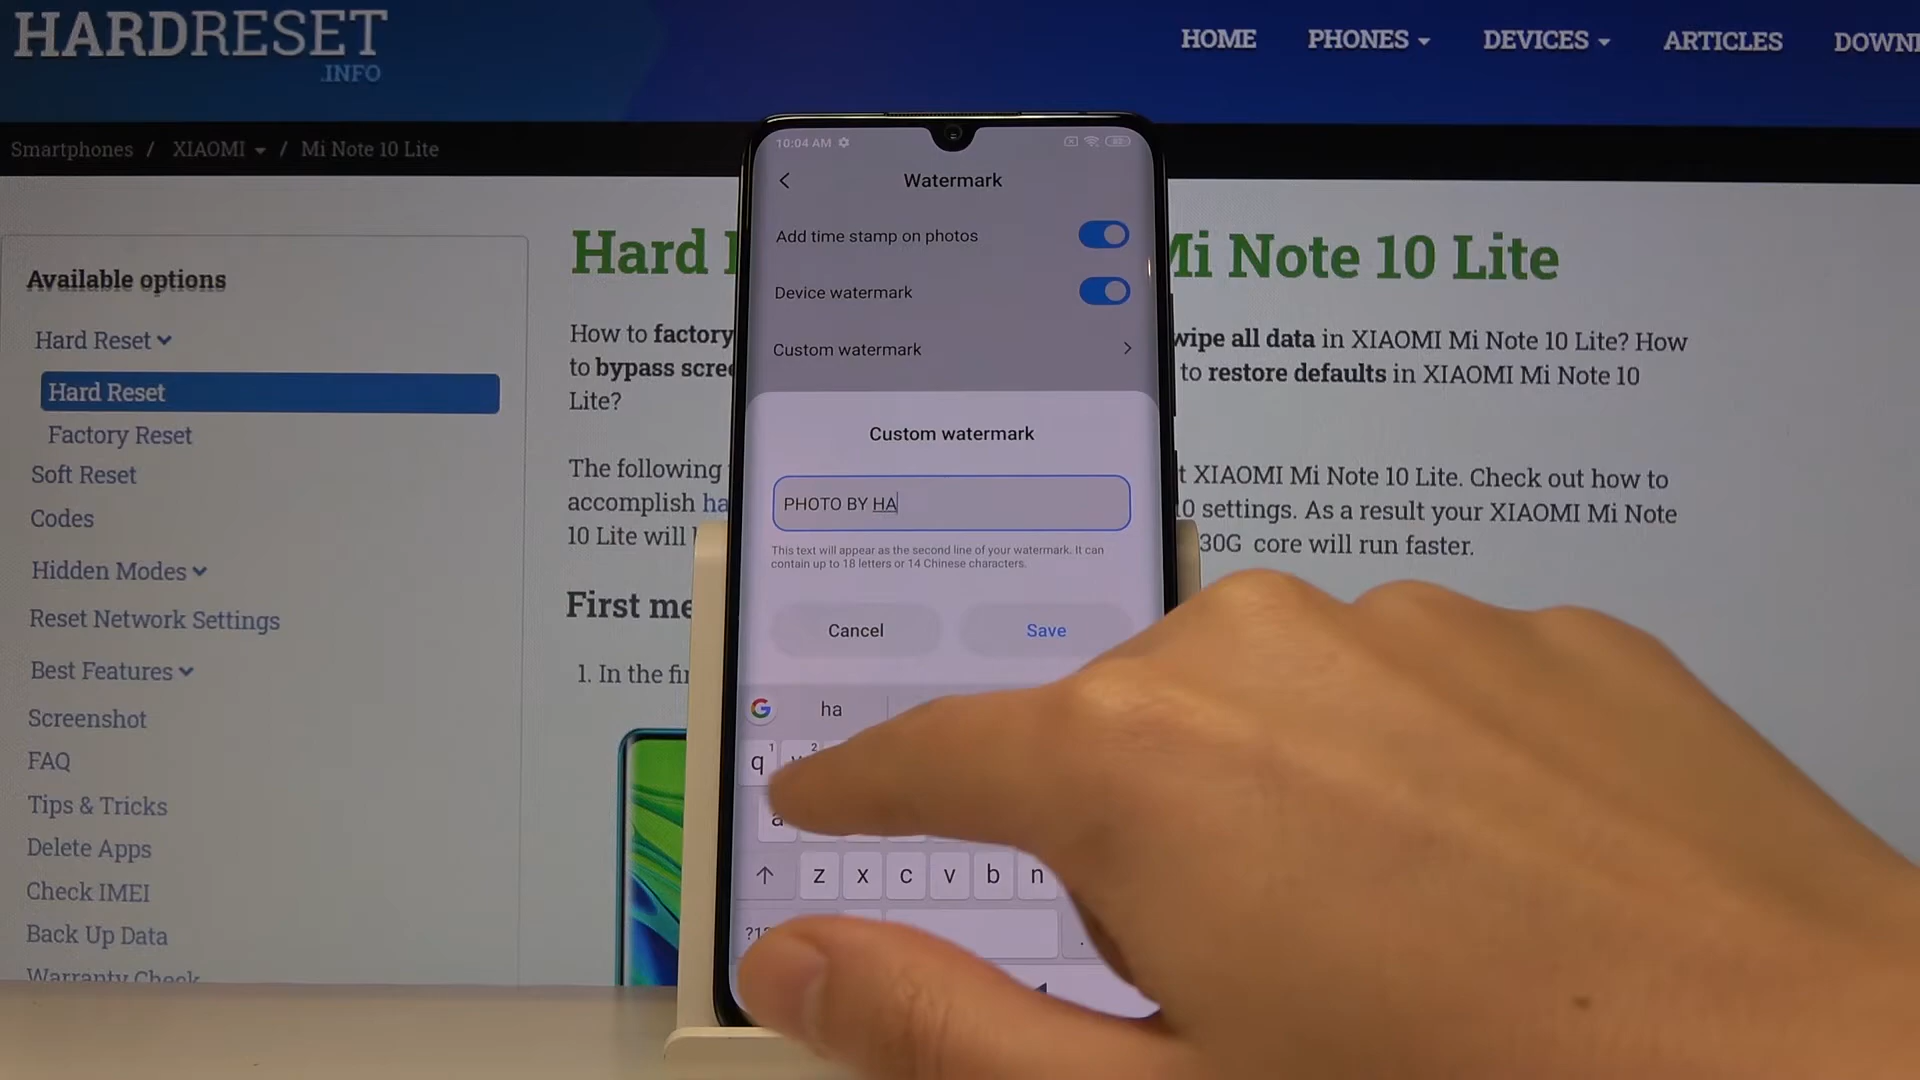 HARDRESET
.INFO
HOME PHONES DEVICES ARTICLES
Smartphones / XIAOMI / Mi Note 10 Lite
Available options
Hard Reset
Hard Reset
Factory Reset
Soft Reset
Codes
Hidden Modes
Reset Network Settings
Best Features
Screenshot
FAQ
Tips & Tricks
Delete Apps
Check IMEI
Back Up Data
Warranty Check
Hard
Mi Note 10 Lite
How to factory
wipe all data in XIAOMI Mi Note 10 Lite? How
to bypass
to restore defaults in XIAOMI Mi Note 10
Lite?
The following
XIAOMI Mi Note 10 Lite. Check out how to
accomplish
10 settings. As a result your XIAOMI Mi Note
10 Lite will
30G core will run faster.
First
1. In the
10:04 AM
Watermark
Add time stamp on photos
Device watermark
Custom watermark
Custom watermark
PHOTO BY HA
This text will appear as the second line of your watermark. It can
contain up to 18 letters or 14 Chinese characters.
Cancel Save
G ha
1 2
q
a
z x c v b n
.